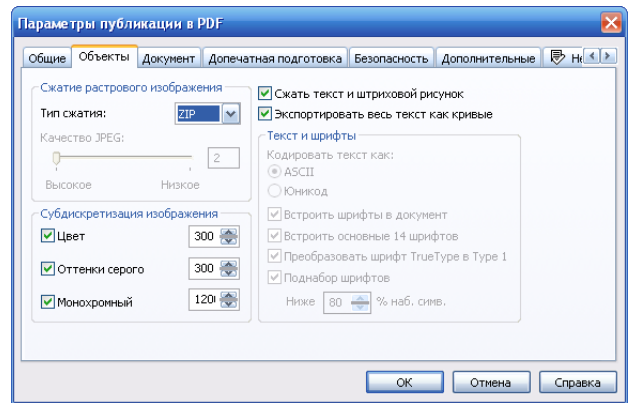 Параметры публикации в PDF
Общие Объекты Документ Допечатная подготовка Безопасность Дополнительные
Сжатие растрового изображения
Тип сжатия: ZIP
Качество JPEG:
2
Высокое Низкое
Субдискретизация изображения
Цвет 300
Оттенки серого 300
Монохромный
Сжать текст и штриховой рисунок
Экспортировать весь текст как кривые
Текст и шрифты
Кодировать текст как:
ASCII
Юникод
Встроить шрифты в документ
Встроить основные 14 шрифтов
Преобразовать шрифт TrueType в Type 1
Поднабор шрифтов
Ниже 80 % наб. симв.
OK Отмена Справка